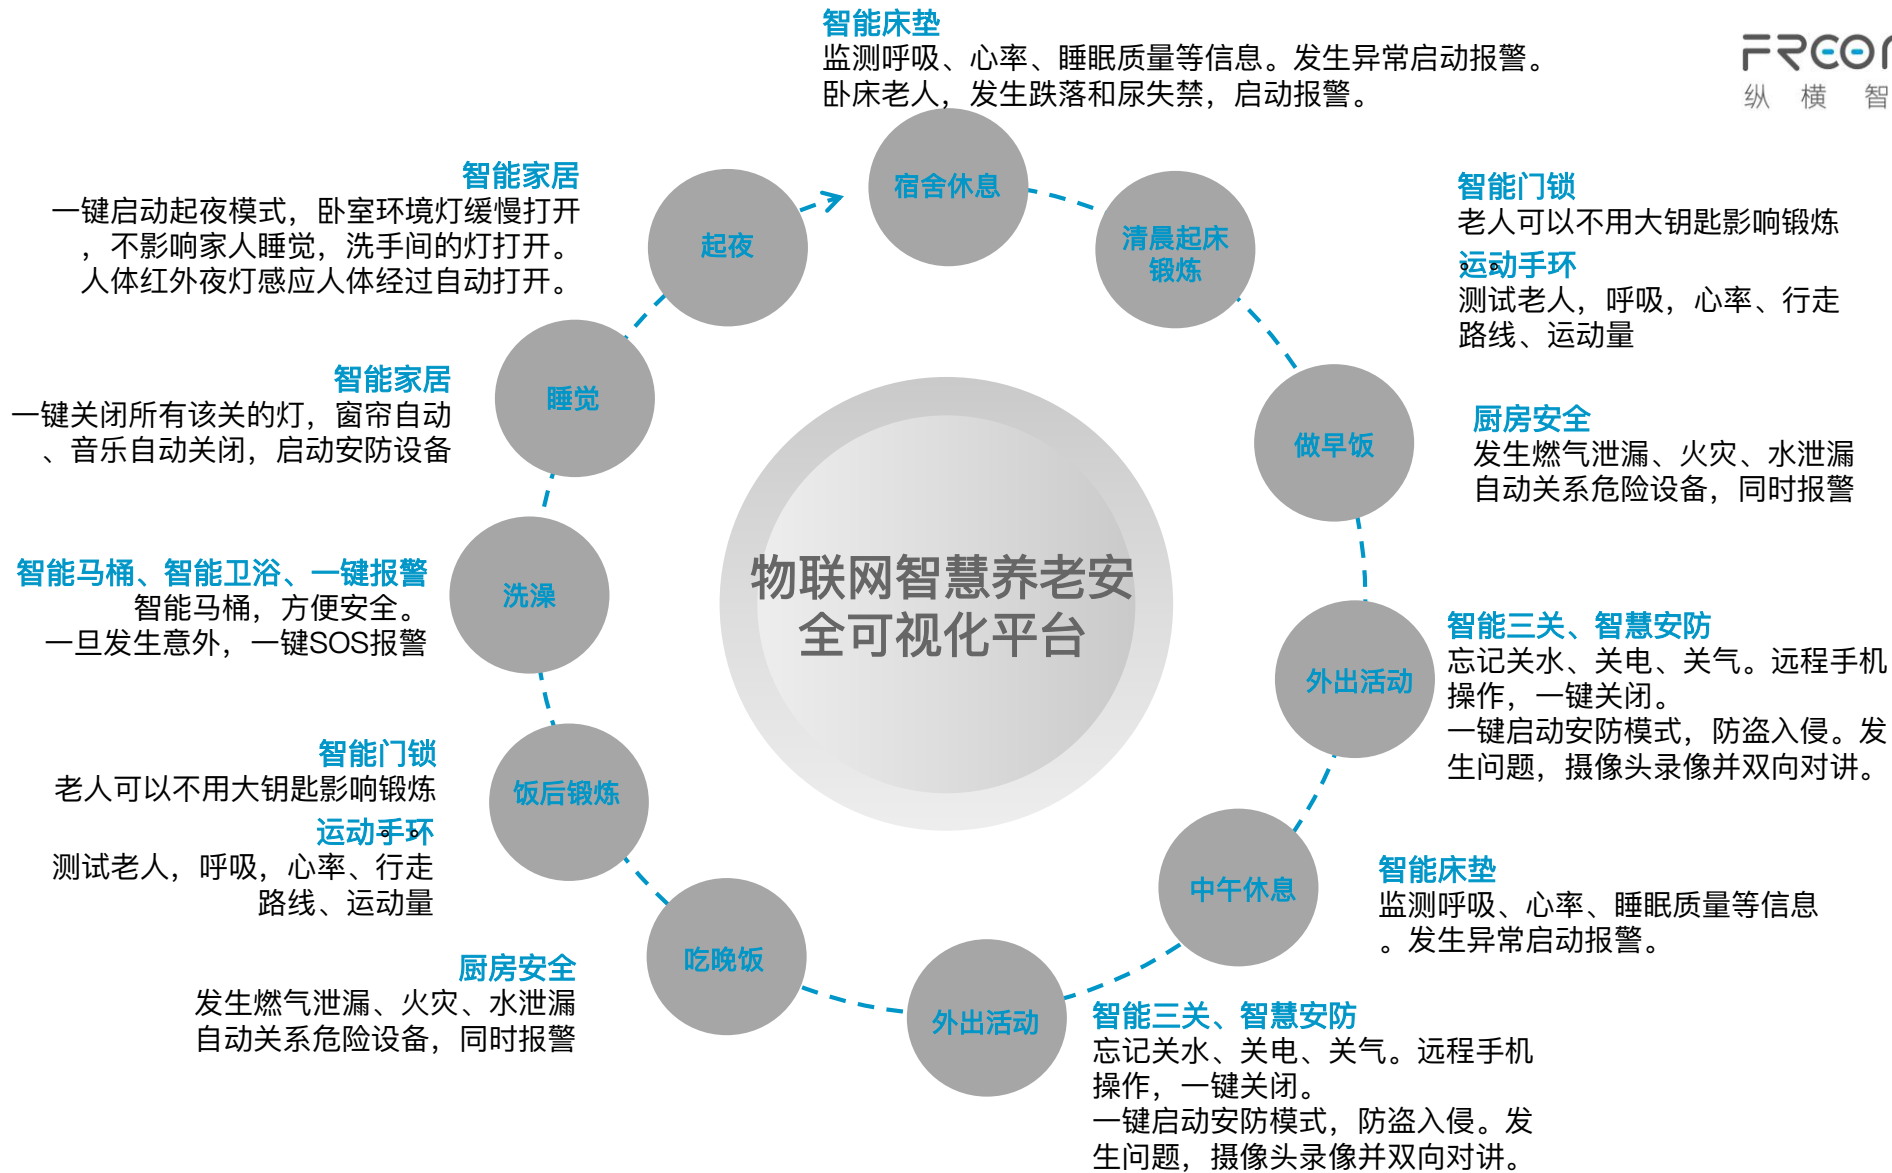 智能床垫
监测呼吸、心率、睡眠质量等信息。发生异常启动报警。
卧床老人，发生跌落和尿失禁，启动报警。
纵 横 智
宿舍休息
智能门锁
老人可以不用大钥匙影响锻炼
。
运动手环
测试老人，呼吸，心率、行走
路线、运动量
清晨起床
锻炼
厨房安全
发生燃气泄漏、火灾、水泄漏
自动关系危险设备，同时报警
做早饭
智能三关、智慧安防
忘记关水、关电、关气。远程手机
操作，一键关闭。
一键启动安防模式，防盗入侵。发
生问题，摄像头录像并双向对讲。
外出活动
智能床垫
监测呼吸、心率、睡眠质量等信息
。发生异常启动报警。
中午休息
智能三关、智慧安防
忘记关水、关电、关气。远程手机
操作，一键关闭。
一键启动安防模式，防盗入侵。发
生问题，摄像头录像并双向对讲。
外出活动
厨房安全
发生燃气泄漏、火灾、水泄漏
自动关系危险设备，同时报警
吃晚饭
智能门锁
老人可以不用大钥匙影响锻炼
。
运动手环
测试老人，呼吸，心率、行走
路线、运动量
饭后锻炼
智能马桶、智能卫浴、一键报警
智能马桶，方便安全。
一旦发生意外，一键SOS报警
洗澡
智能家居
一键关闭所有该关的灯，窗帘自动
、音乐自动关闭，启动安防设备
睡觉
智能家居
一键启动起夜模式，卧室环境灯缓慢打开
，不影响家人睡觉，洗手间的灯打开。
人体红外夜灯感应人体经过自动打开。
起夜
物联网智慧养老安
全可视化平台